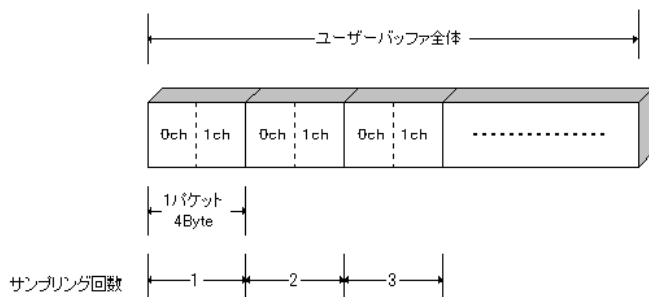 ユーザーバッファ全体
0ch 1ch 0ch 1ch 0ch 1ch
1パケット
4Byte
サンプリング回数 1 2 3